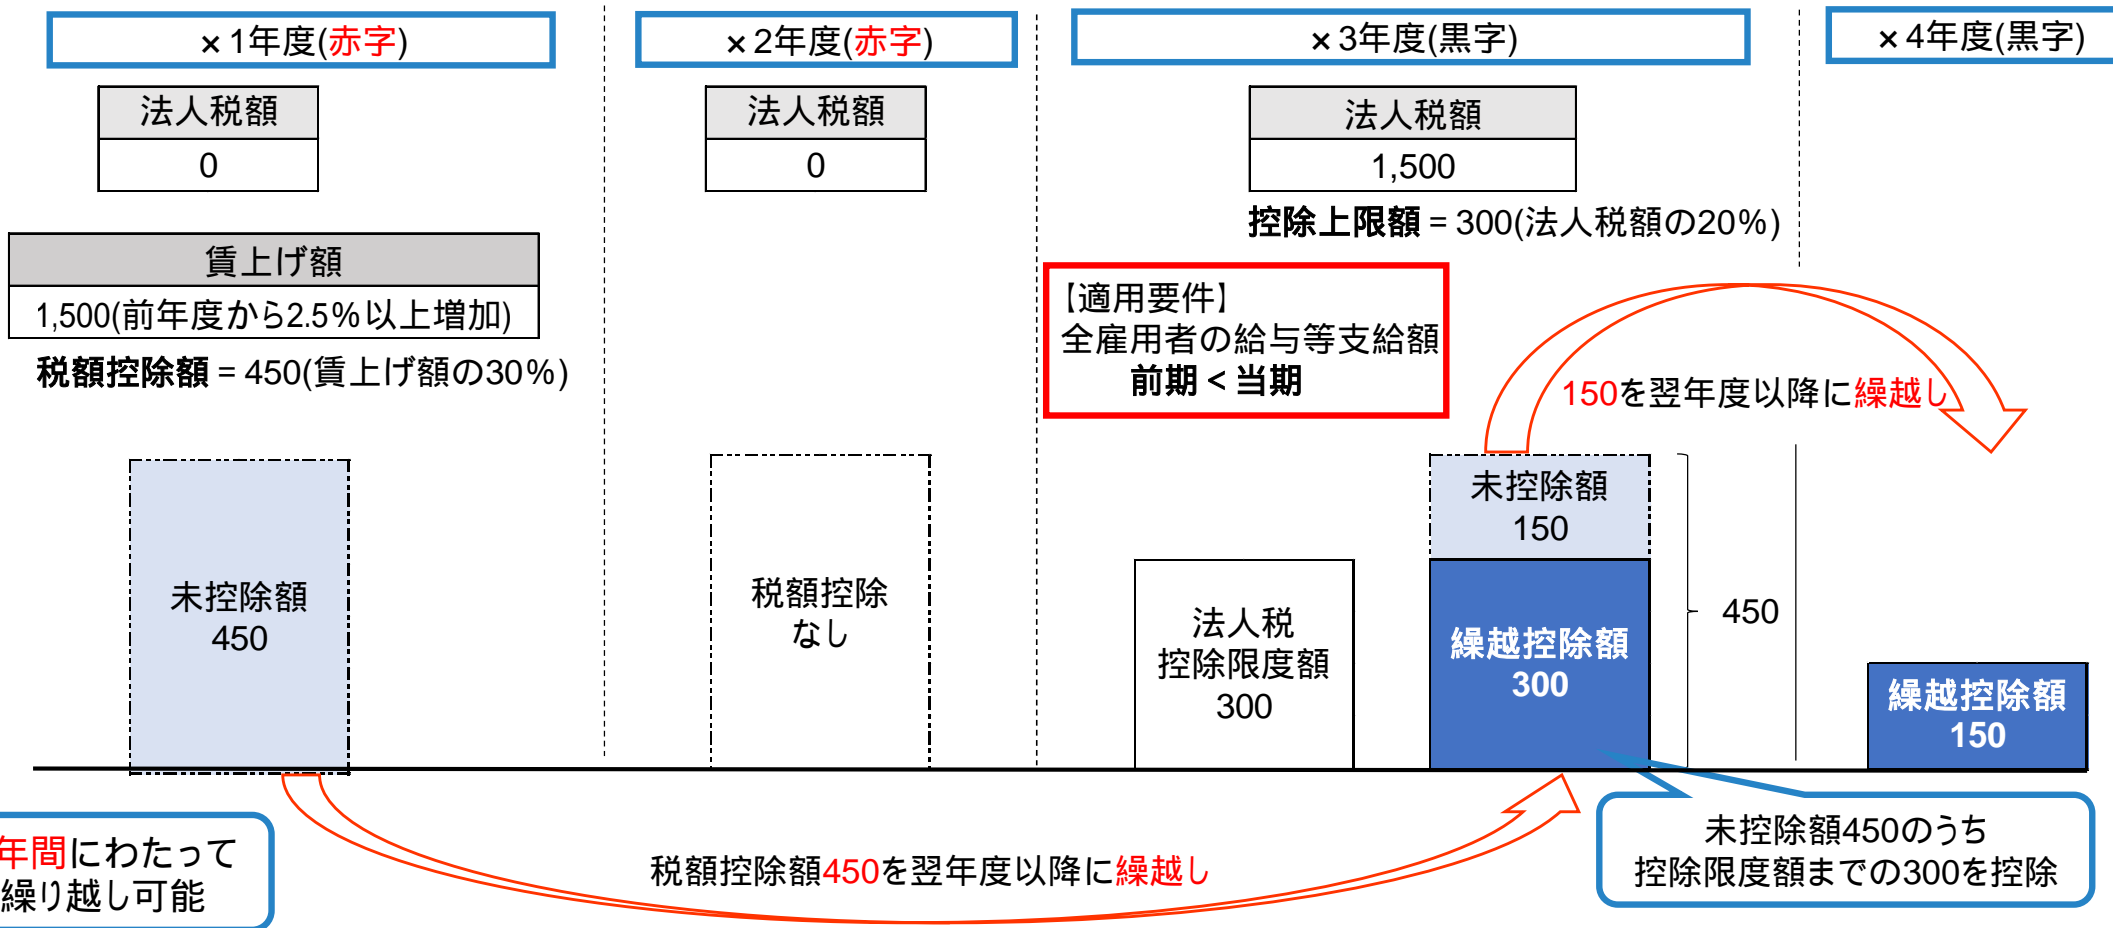 ×1年度(赤字)
×2年度(赤字)
×3年度(黒字)
×4年度(黒字)
法人税額
0
法人税額
0
法人税額
1,500
控除上限額 = 300(法人税額の20%)
賃上げ額
1,500(前年度から2.5%以上増加)
税額控除額 = 450(賃上げ額の30%)
【適用要件】
全雇用者の給与等支給額
前期 < 当期
150を翌年度以降に繰越し
未控除額
450
税額控除
なし
法人税
控除限度額
300
未控除額
150
繰越控除額
300
450
繰越控除額
150
年間にわたって
繰り越し可能
税額控除額450を翌年度以降に繰越し
未控除額450のうち
控除限度額までの300を控除